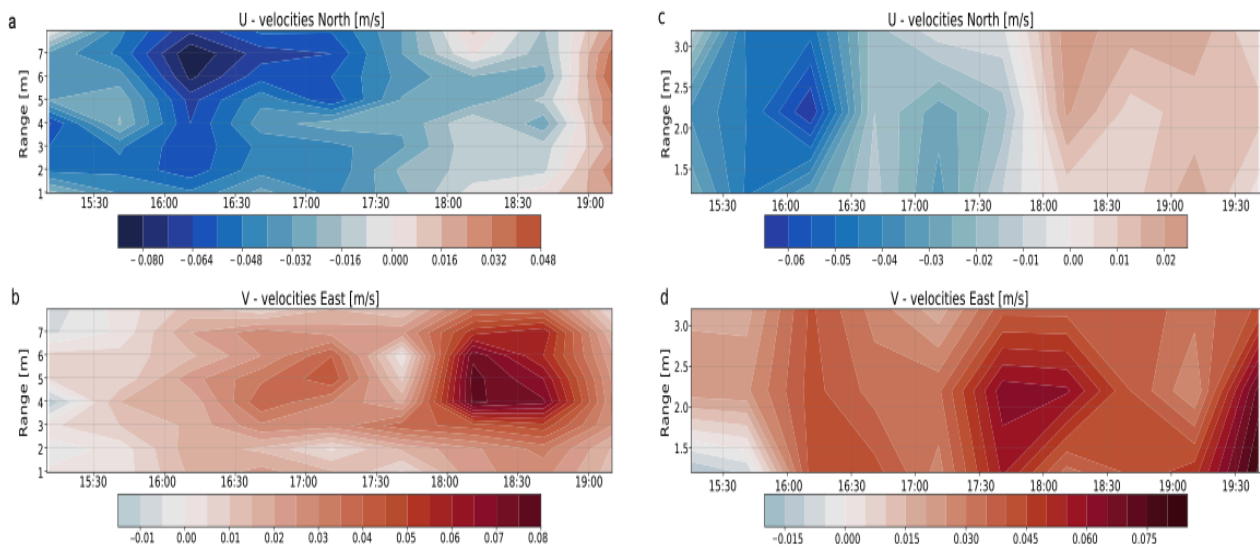 a
U - velocities North [m/s]
Range [m]
7
6
5
4
3
2
1
15:30 16:00 16:30 17:00 17:30 18:00 18:30 19:00
−0.080 −0.064 −0.048 −0.032 −0.016 0.000 0.016 0.032 0.048
c
U - velocities North [m/s]
Range [m]
3.0
2.5
2.0
1.5
15:30 16:00 16:30 17:00 17:30 18:00 18:30 19:00 19:30
−0.06 −0.05 −0.04 −0.03 −0.02 −0.01 0.00 0.01 0.02
b
V - velocities East [m/s]
Range [m]
7
6
5
4
3
2
1
15:30 16:00 16:30 17:00 17:30 18:00 18:30 19:00
−0.01 0.00 0.01 0.02 0.03 0.04 0.05 0.06 0.07 0.08
d
V - velocities East [m/s]
Range [m]
3.0
2.5
2.0
1.5
15:30 16:00 16:30 17:00 17:30 18:00 18:30 19:00 19:30
−0.015 0.000 0.015 0.030 0.045 0.060 0.075